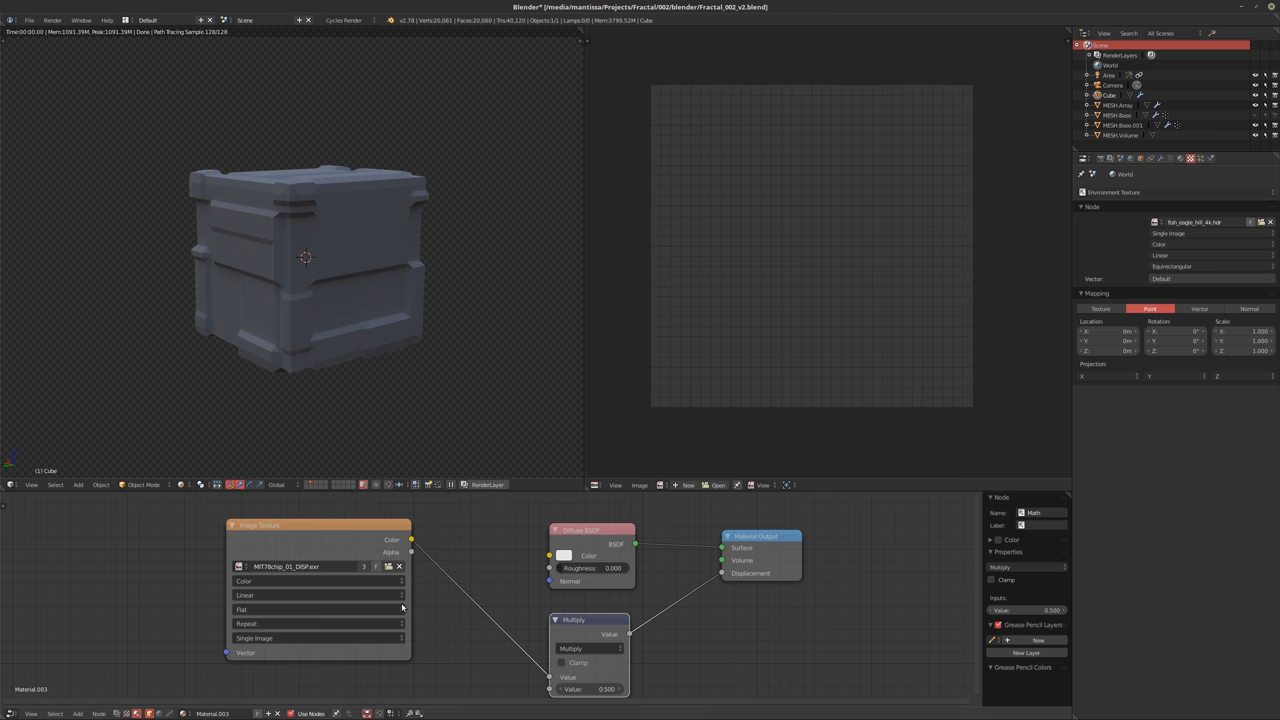 Blender* [/media/mantissa/Projects/Fractal/002/blender/Fractal_002_v2.blend]
File Render Window Help Default Scene Cycles Render v2.78 | Verts:20,061 | Faces:20,060 | Tris:40,120 | Objects:1/1 | Lamps:0/0 | Mem:3799.52M | Cube
Time:00:00.00 | Mem:1091.39M, Peak:1091.39M | Done | Path Tracing Sample 128/128
(1) Cube
View Select Add Object Object Mode Global RenderLayer
View Image New Open View
View Search All Scenes
Scene
RenderLayers
World
Area
Camera
Cube
MESH.Array
MESH.Base
MESH.Base.001
MESH.Volume
World
Environment Texture
Node
fish_eagle_hill_4k.hdr F
Single Image
Color
Linear
Equirectangular
Vector: Default
Mapping
Texture Point Vector Normal
Location: Rotation: Scale:
X: 0m X: 0° X: 1.000
Y: 0m Y: 0° Y: 1.000
Z: 0m Z: 0° Z: 1.000
Projection:
X Y Z
Image Texture
Color
Alpha
MIT78chip_01_DISP.exr 3 F
Color
Linear
Flat
Repeat
Single Image
Vector
Diffuse BSDF
BSDF
Color
Roughness: 0.000
Normal
Material Output
Surface
Volume
Displacement
Multiply
Value
Multiply
Clamp
Value
Value: 0.500
Material.003
Node
Name: Math
Label:
Color
Properties
Multiply
Clamp
Inputs:
Value: 0.500
Grease Pencil Layers
New
New Layer
Grease Pencil Colors
View Select Add Node Material.003 F Use Nodes